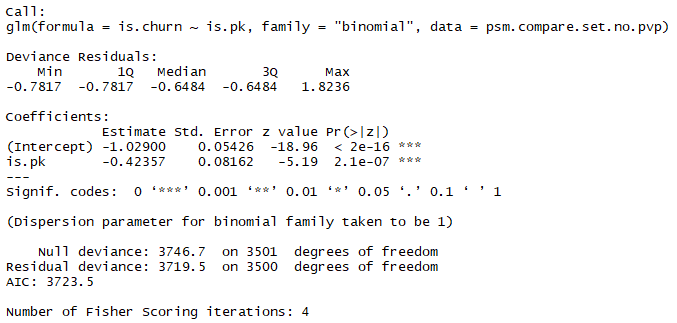 Call:
glm(formula = is.churn ~ is.pk, family = "binomial", data = psm.compare.set.no.pvp)
Deviance Residuals:
Min 1Q Median 3Q Max
-0.7817 -0.7817 -0.6484 -0.6484 1.8236
Coefficients:
Estimate Std. Error z value Pr(>|z|)
(Intercept) -1.02900 0.05426 -18.96 < 2e-16 ***
is.pk -0.42357 0.08162 -5.19 2.1e-07 ***
---
Signif. codes: 0 ‘***’ 0.001 ‘**’ 0.01 ‘*’ 0.05 ‘.’ 0.1 ‘ ’ 1
(Dispersion parameter for binomial family taken to be 1)
Null deviance: 3746.7 on 3501 degrees of freedom
Residual deviance: 3719.5 on 3500 degrees of freedom
AIC: 3723.5
Number of Fisher Scoring iterations: 4